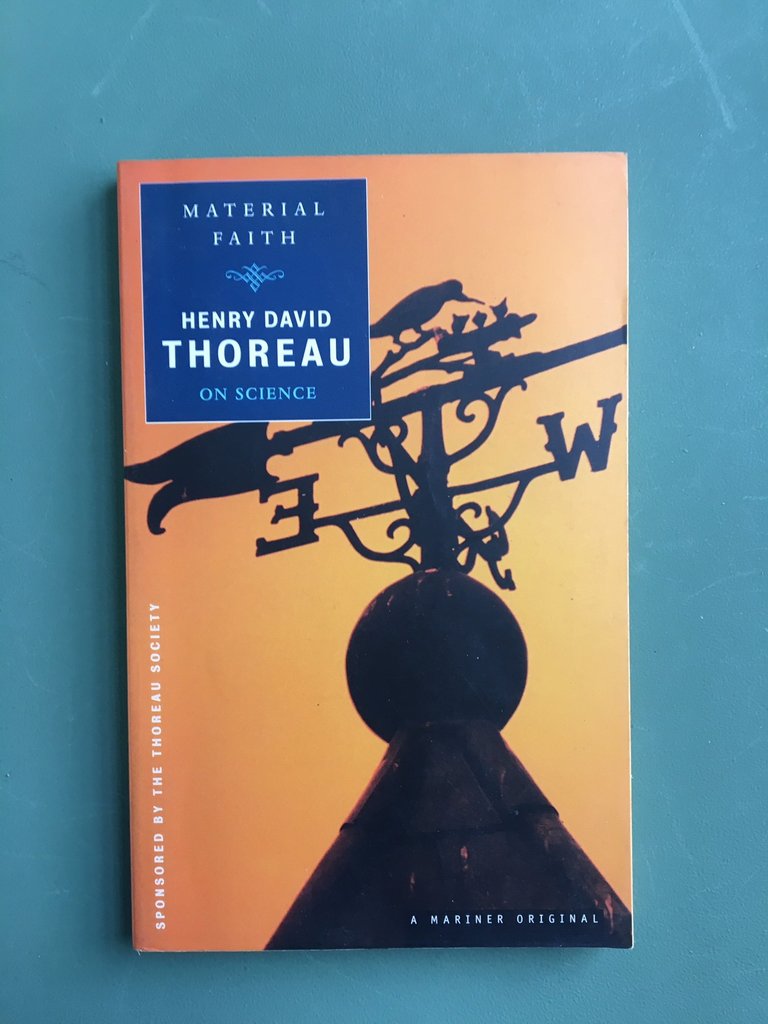 MATERIAL
FAITH
HENRY DAVID
THOREAU
ON SCIENCE
E
W
SPONSORED BY THE THOREAU SOCIETY
A MARINER ORIGINAL